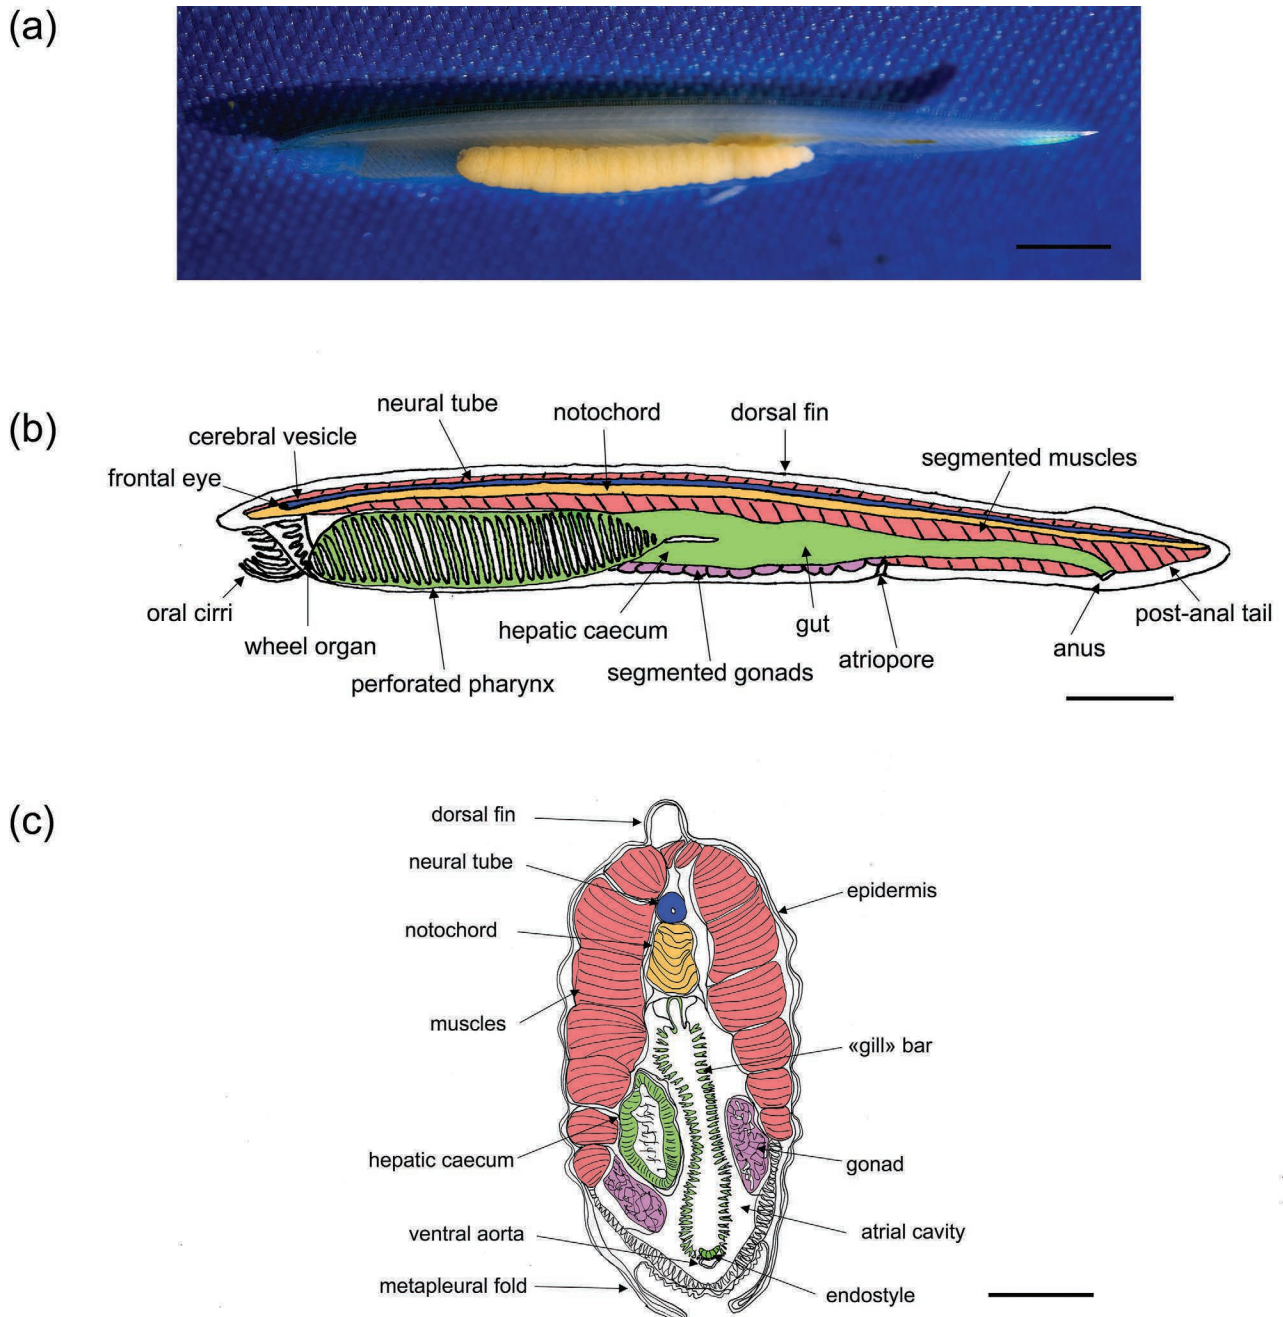 (a)
(b)
neural tube
notochord
dorsal fin
cerebral vesicle
segmented muscles
frontal eye
oral cirri
wheel organ
perforated pharynx
hepatic caecum
segmented gonads
gut
atriopore
anus
post-anal tail
(c)
dorsal fin
neural tube
epidermis
notochord
muscles
«gill» bar
hepatic caecum
gonad
ventral aorta
atrial cavity
metapleural fold
endostyle